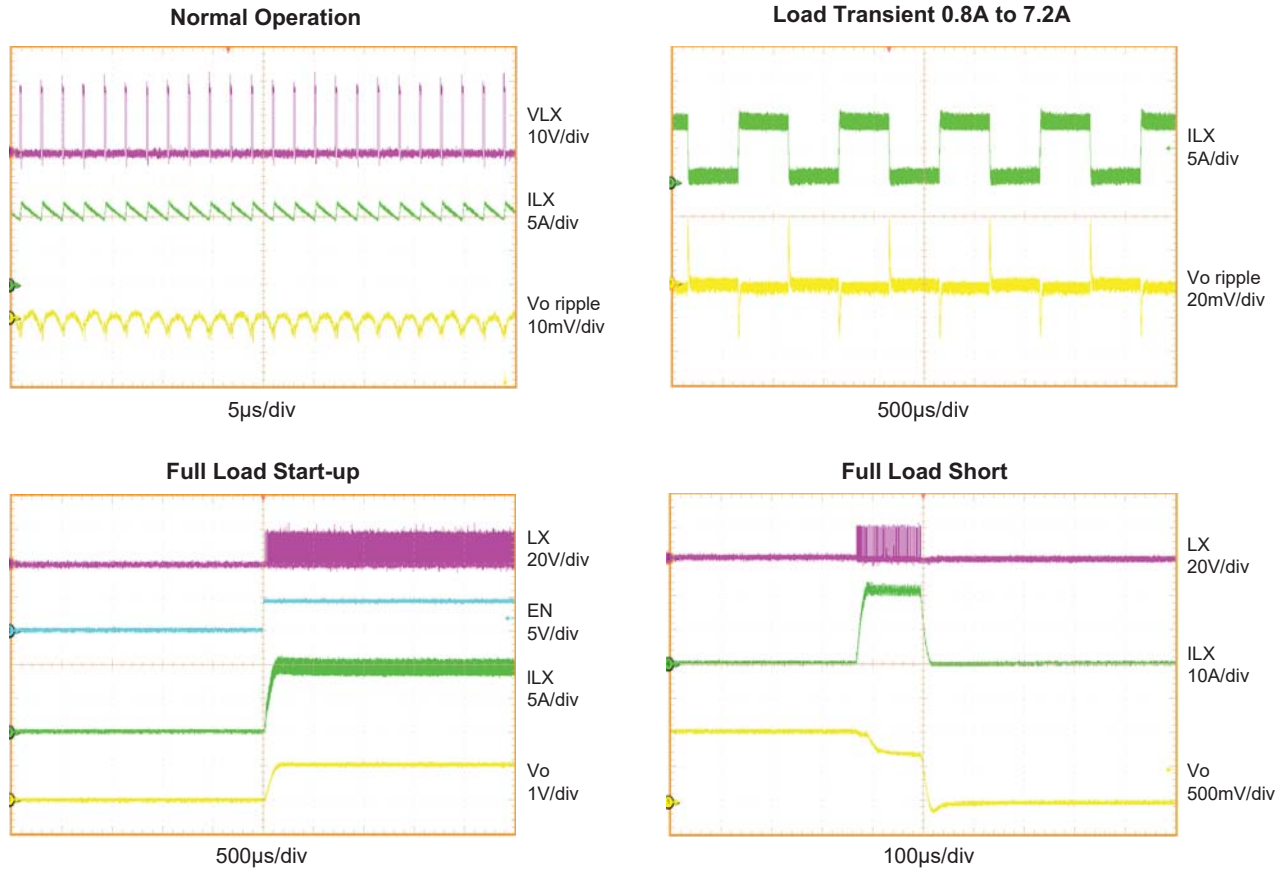 Normal Operation
VLX
10V/div
ILX
5A/div
Vo ripple
10mV/div
5μs/div
Load Transient 0.8A to 7.2A
ILX
5A/div
Vo ripple
20mV/div
500μs/div
Full Load Start-up
LX
20V/div
EN
5V/div
ILX
5A/div
Vo
1V/div
500μs/div
Full Load Short
LX
20V/div
ILX
10A/div
Vo
500mV/div
100μs/div